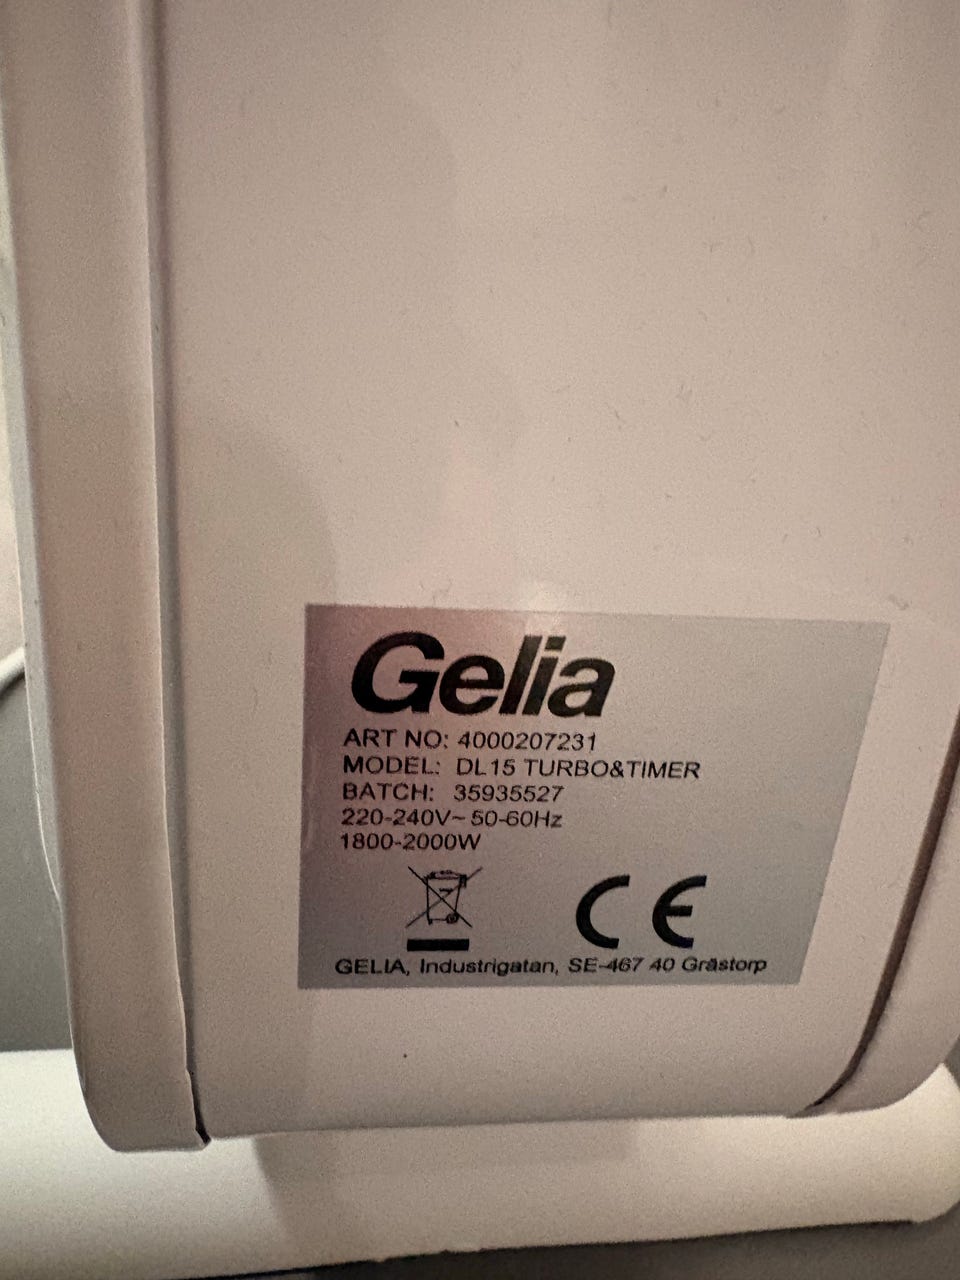 Gelia
ART NO: 4000207231
MODEL: DL15 TURBO&TIMER
BATCH: 35935527
220-240V~ 50-60Hz
1800-2000W
CE
GELIA, Industrigatan, SE-467 40 Grästorp